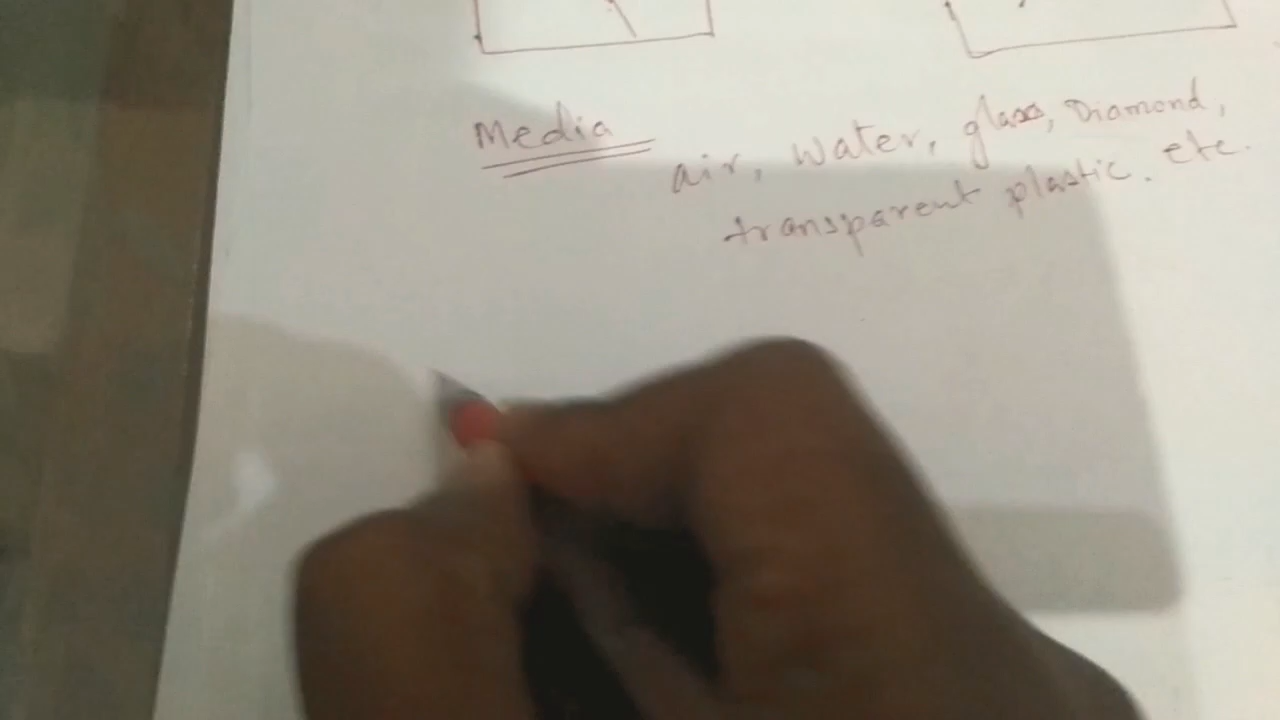 Media
air, water, glass, Diamond,
transparent plastic. etc.